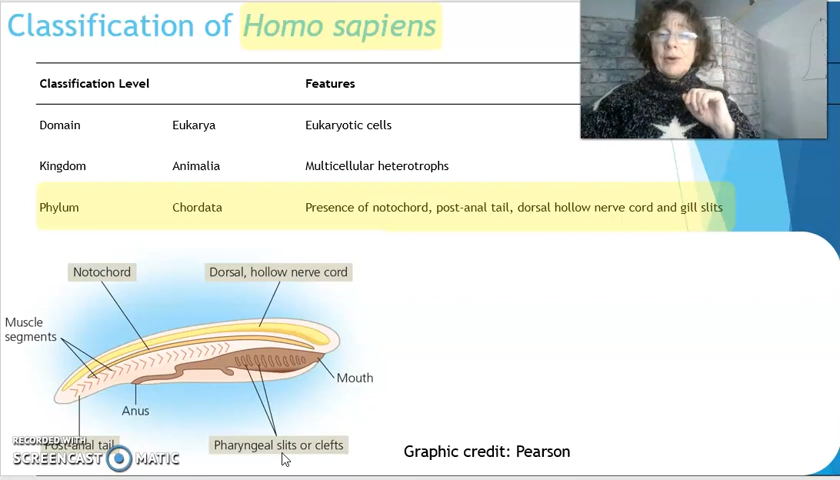 Classification of Homo sapiens
Classification Level Features
Domain Eukarya Eukaryotic cells
Kingdom Animalia Multicellular heterotrophs
Phylum Chordata Presence of notochord, post-anal tail, dorsal hollow nerve cord and gill slits
Notochord
Dorsal, hollow nerve cord
Muscle
segments
Mouth
Anus
Post-anal tail
Pharyngeal slits or clefts
RECORDED WITH
SCREENCAST MATIC
Graphic credit: Pearson